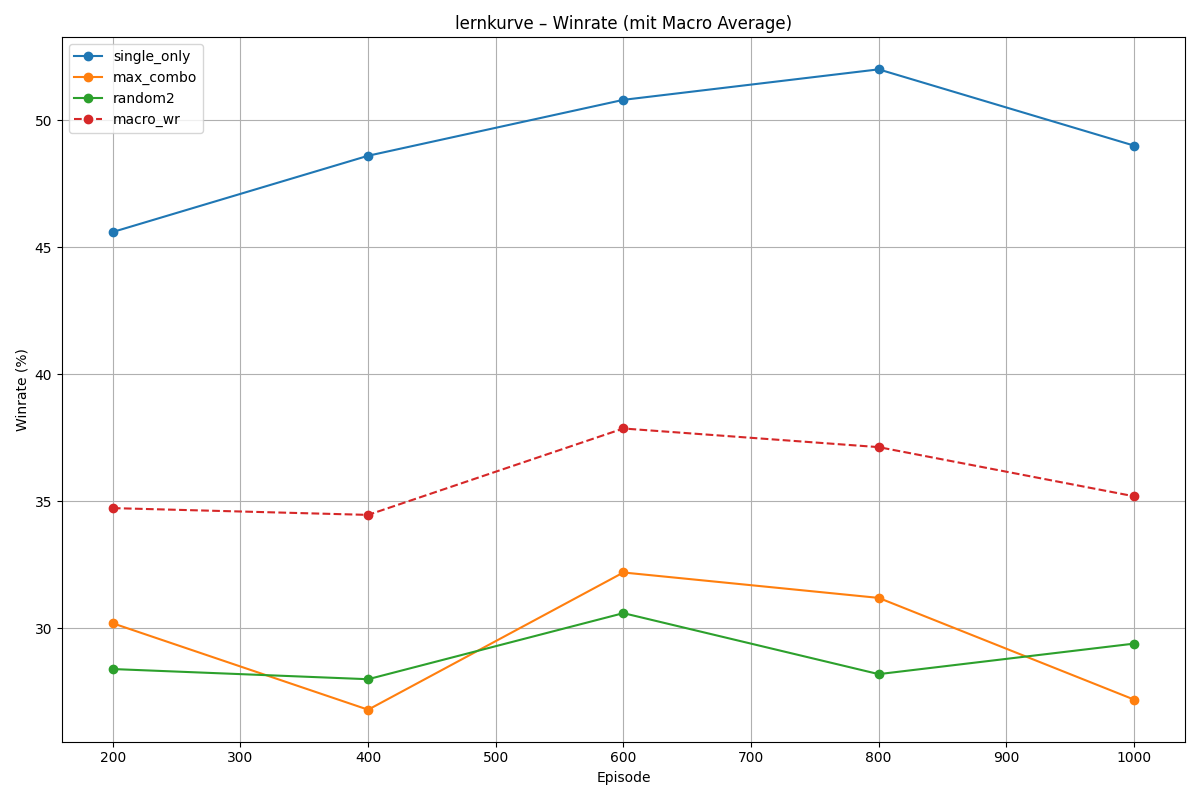 lernkurve – Winrate (mit Macro Average)
single_only
max_combo
random2
macro_wr
Winrate (%)
50
45
40
35
30
200 300 400 500 600 700 800 900 1000
Episode